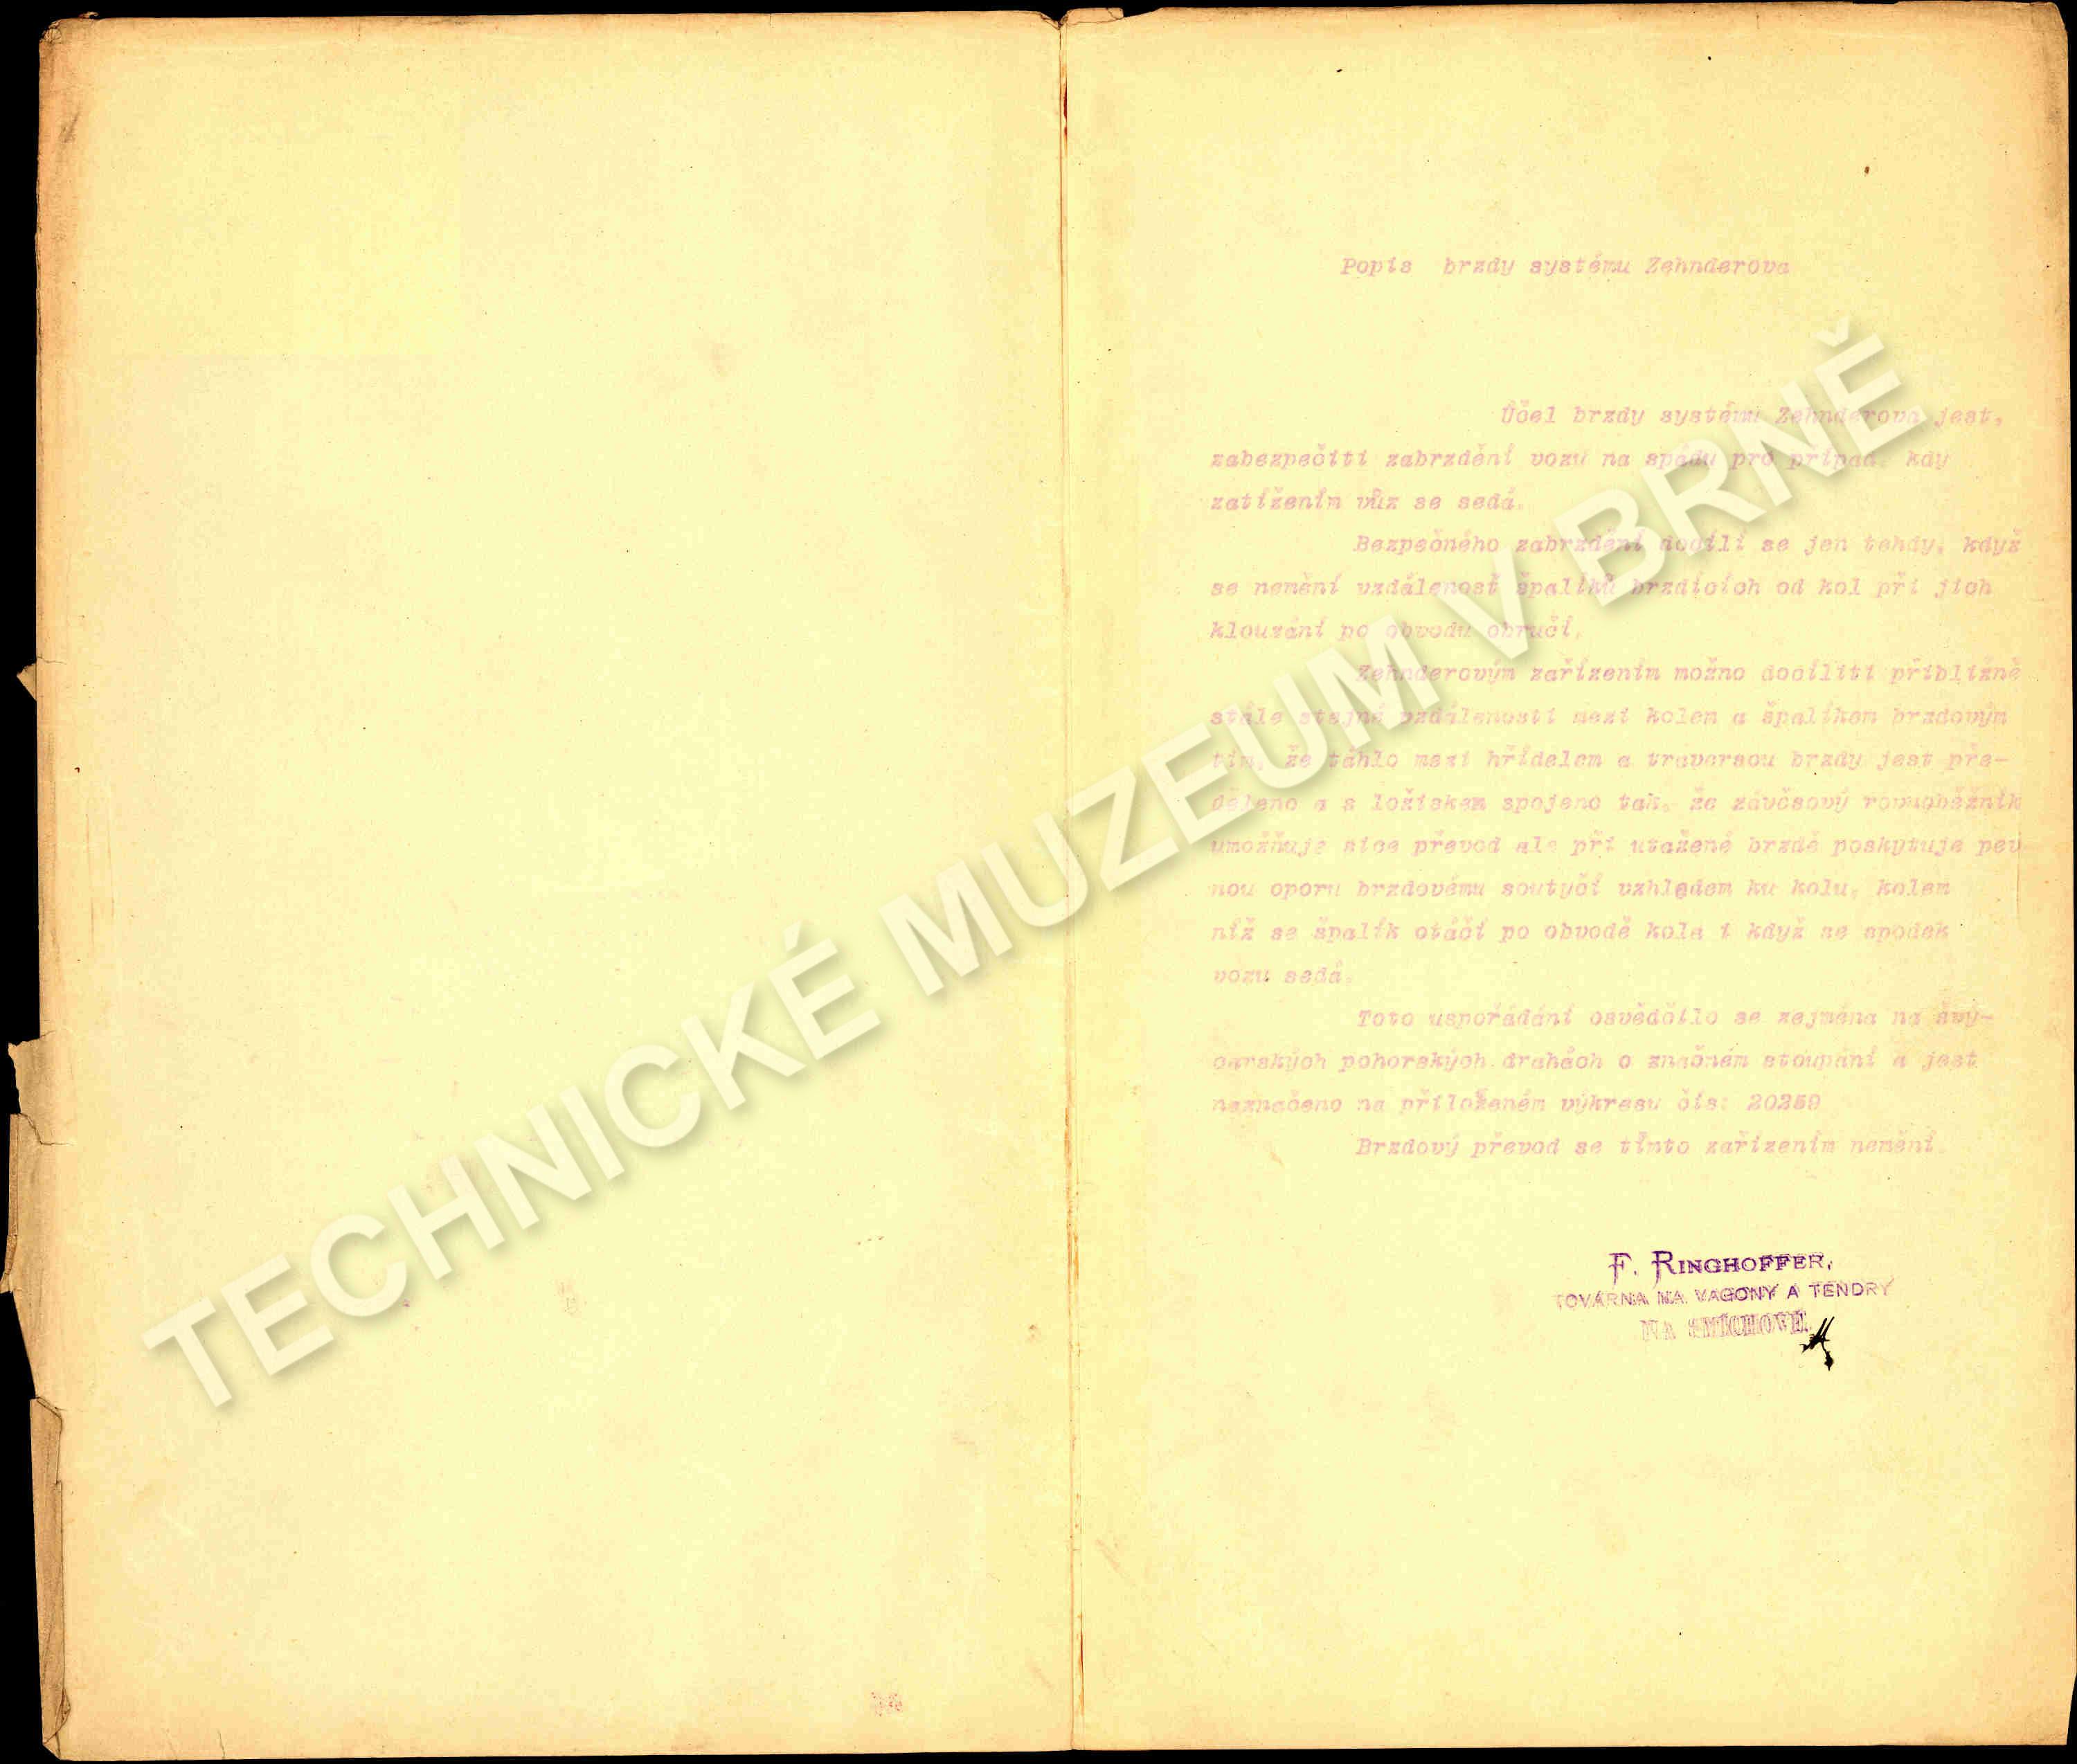 Popis brzdy systému Zehnderova
Účel brzdy systému Zehnderova jest,
zabezpečiti zabrzdění vozu na spádu pro případ, kdy
zatížením vůz se sedá.
Bezpečného zabrzdění docílí se jen tehdy, když
se nemění vzdálenosť špalíků brzdících od kol při jich
klouzání po obvodu obručí.
Zehnderovým zařízením možno docíliti přibližně
stále stejné vzdálenosti mezi kolem a špalíkem brzdovým
tím, že táhlo mezi hřídelem a traversou brzdy jest pře-
děleno a s ložiskem spojeno tak, že závěsový rovnoběžník
umožňuje sice převod ale při utažené brzdě poskytuje pev
nou oporu brzdovému soutyčí vzhledem ku kolu, kolem
níž se špalík otáčí po obvodě kola i když se spodek
vozu sedá.
Toto uspořádání osvědčilo se zejména na švý-
carských pohorských drahách o značném stoupání a jest
naznačeno na přiloženém výkresu čís: 20259
Brzdový převod se tímto zařízením nemění.
F. RINGHOFFER,
TOVÁRNA NA VAGONY A TENDRY
NA SMÍCHOVĚ.
TECHNICKÉ MUZEUM V BRNĚ